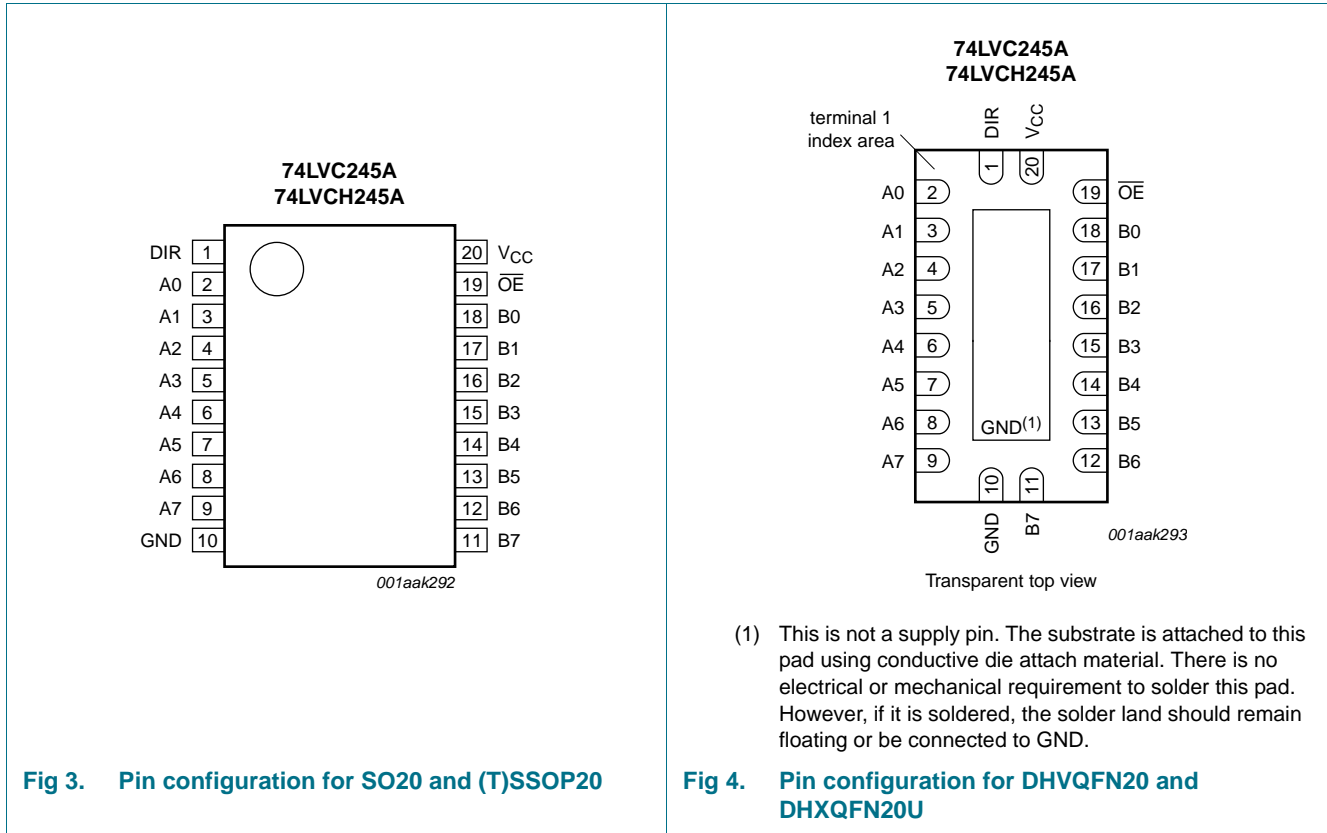 74LVC245A
74LVCH245A
DIR 1
A0 2
A1 3
A2 4
A3 5
A4 6
A5 7
A6 8
A7 9
GND 10
20 VCC
19 OE
18 B0
17 B1
16 B2
15 B3
14 B4
13 B5
12 B6
11 B7
001aak292
Fig 3. Pin configuration for SO20 and (T)SSOP20
74LVC245A
74LVCH245A
terminal 1
index area
DIR
VCC
1
20
A0 2
A1 3
A2 4
A3 5
A4 6
A5 7
A6 8
A7 9
19 OE
18 B0
17 B1
16 B2
15 B3
14 B4
13 B5
12 B6
GND(1)
10
11
GND
B7
001aak293
Transparent top view
(1) This is not a supply pin. The substrate is attached to this
pad using conductive die attach material. There is no
electrical or mechanical requirement to solder this pad.
However, if it is soldered, the solder land should remain
floating or be connected to GND.
Fig 4. Pin configuration for DHVQFN20 and
DHXQFN20U